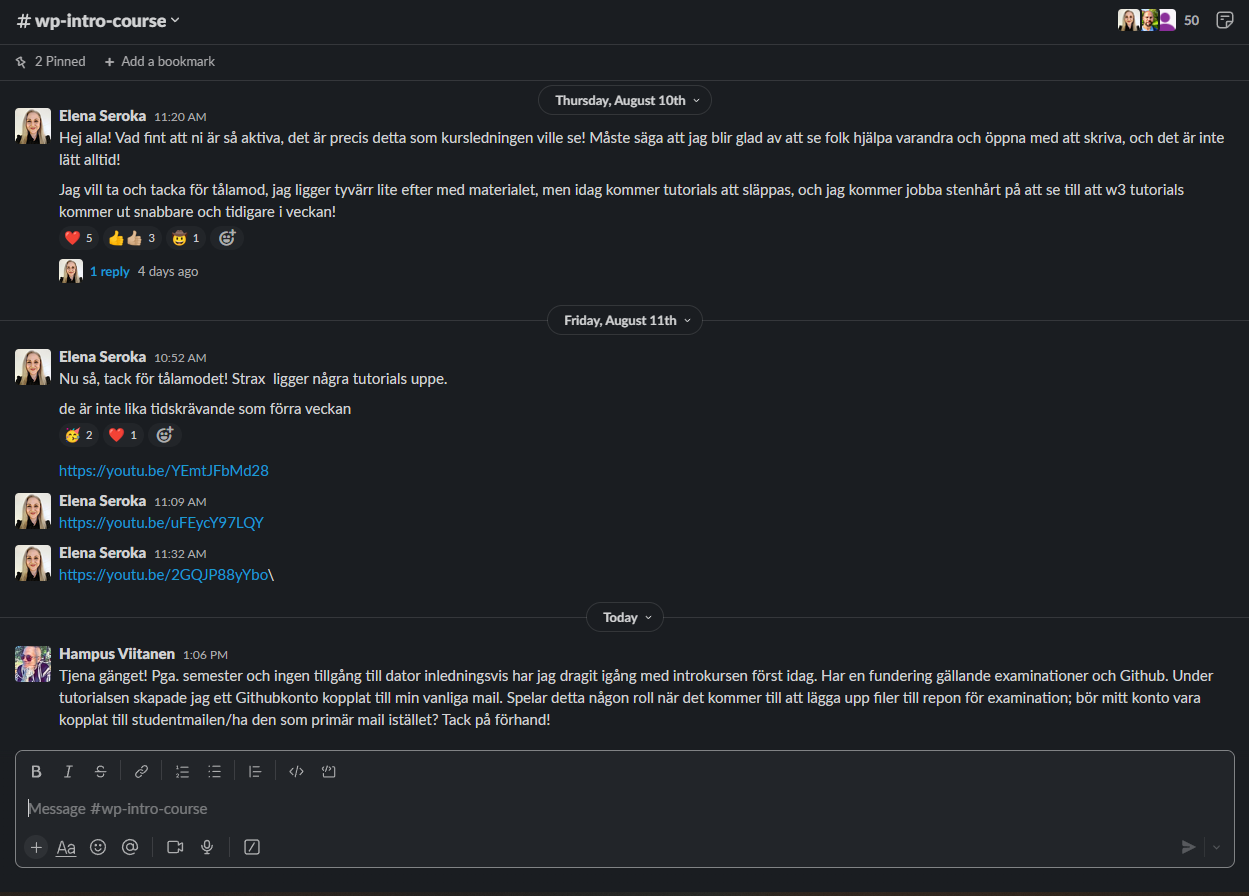 # wp-intro-course
50
2 Pinned + Add a bookmark
Thursday, August 10th
Elena Seroka 11:20 AM
Hej alla! Vad fint att ni är så aktiva, det är precis detta som kursledningen ville se! Måste säga att jag blir glad av att se folk hjälpa varandra och öppna med att skriva, och det är inte
lätt alltid!
Jag vill ta och tacka för tålamod, jag ligger tyvärr lite efter med materialet, men idag kommer tutorials att släppas, och jag kommer jobba stenhårt på att se till att w3 tutorials
kommer ut snabbare och tidigare i veckan!
❤️ 5 👍👍🏼 3 🤠 1
1 reply 4 days ago
Friday, August 11th
Elena Seroka 10:52 AM
Nu så, tack för tålamodet! Strax  ligger några tutorials uppe.
de är inte lika tidskrävande som förra veckan
🥳 2 ❤️ 1
https://youtu.be/YEmtJFbMd28
Elena Seroka 11:09 AM
https://youtu.be/uFEycY97LQY
Elena Seroka 11:32 AM
https://youtu.be/2GQJP88yYbo\
Today
Hampus Viitanen 1:06 PM
Tjena gänget! Pga. semester och ingen tillgång till dator inledningsvis har jag dragit igång med introkursen först idag. Har en fundering gällande examinationer och Github. Under
tutorialsen skapade jag ett Githubkonto kopplat till min vanliga mail. Spelar detta någon roll när det kommer till att lägga upp filer till repon för examination; bör mitt konto vara
kopplat till studentmailen/ha den som primär mail istället? Tack på förhand!
B I S
Message #wp-intro-course
+ Aa @